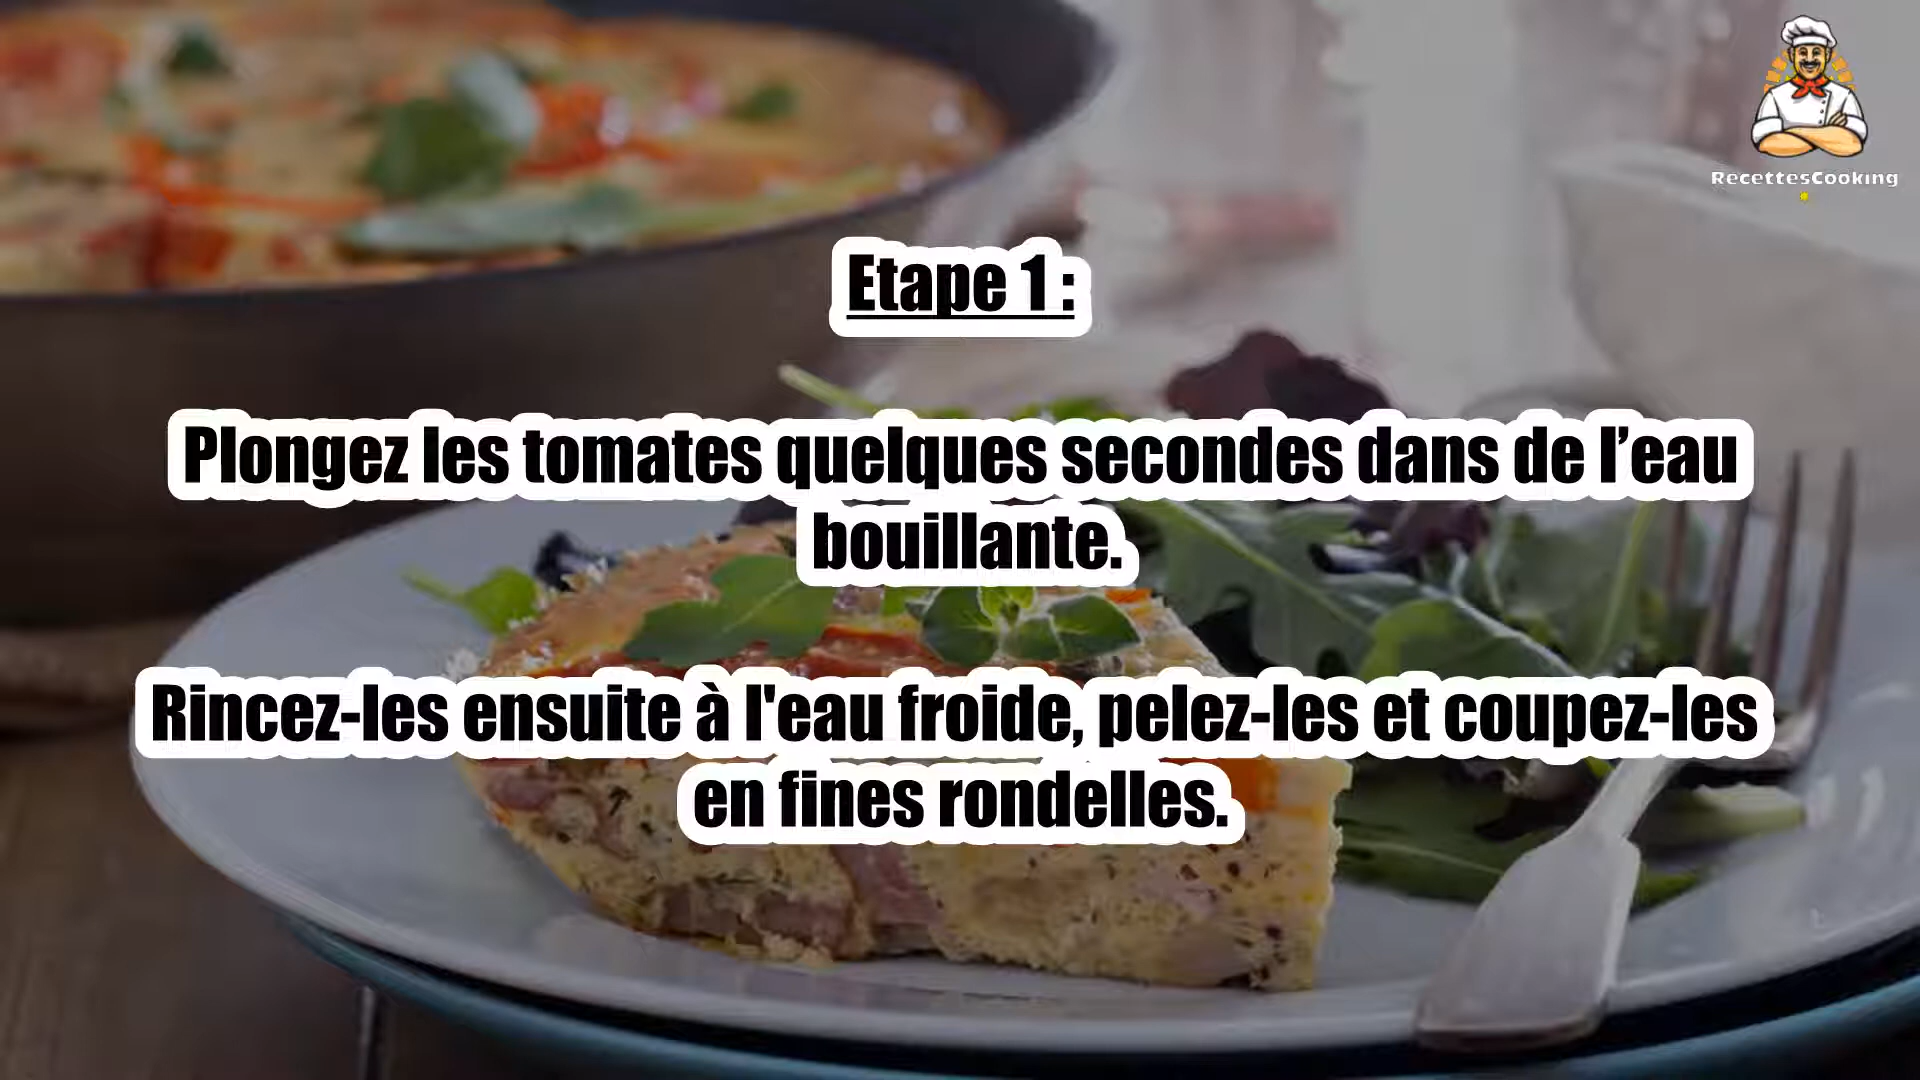 RecettesCooking
Etape 1 :
Plongez les tomates quelques secondes dans de l’eau
bouillante.
Rincez-les ensuite à l'eau froide, pelez-les et coupez-les
en fines rondelles.